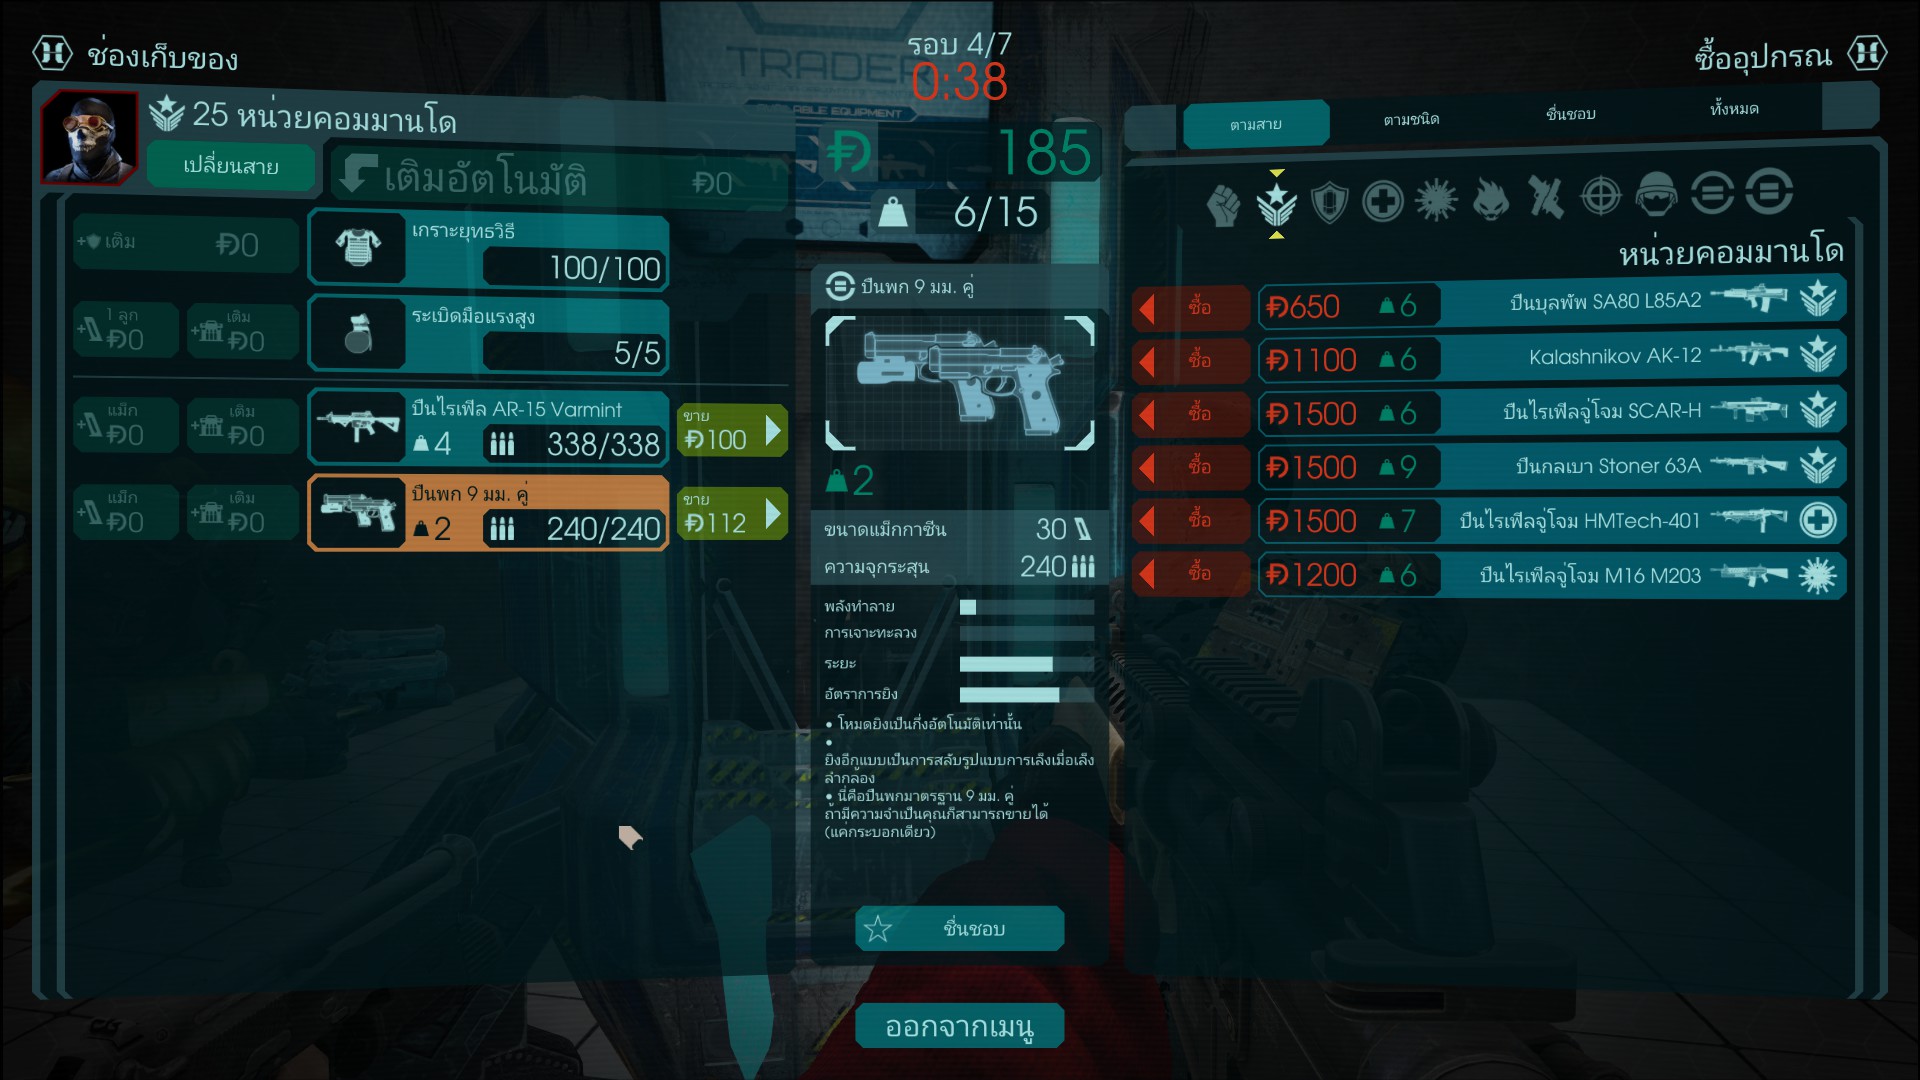 ช่องเก็บของ
25 หน่วยคอมมานโด
เปลี่ยนสาย
เติมอัตโนมัติ
Đ0
+เติม Đ0
เกราะยุทธวิธี
100/100
1 ลูก
Đ0
เติม
Đ0
ระเบิดมือแรงสูง
5/5
แม็ก
Đ0
เติม
Đ0
ปืนไรเฟิล AR-15 Varmint
4
338/338
ขาย
Đ100
แม็ก
Đ0
เติม
Đ0
ปืนพก 9 มม. คู่
2
240/240
ขาย
Đ112
TRADER
รอบ 4/7
0:38
Đ 185
6/15
ปืนพก 9 มม. คู่
2
ขนาดแม็กกาซีน 30
ความจุกระสุน 240
พลังทำลาย
การเจาะทะลวง
ระยะ
อัตราการยิง
• โหมดยิงเป็นกึ่งอัตโนมัติเท่านั้น
•
ยิงอีกแบบเป็นการสลับรูปแบบการเล็งเมื่อเล็ง
ลำกล้อง
• นี่คือปืนพกมาตรฐาน 9 มม. คู่
ถ้ามีความจำเป็นคุณก็สามารถขายได้
(แค่กระบอกเดียว)
ชื่นชอบ
ออกจากเมนู
ซื้ออุปกรณ์
ตามสาย
ตามชนิด
ชื่นชอบ
ทั้งหมด
หน่วยคอมมานโด
ซื้อ Đ650 6 ปืนบุลพัพ SA80 L85A2
ซื้อ Đ1100 6 Kalashnikov AK-12
ซื้อ Đ1500 6 ปืนไรเฟิลจู่โจม SCAR-H
ซื้อ Đ1500 9 ปืนกลเบา Stoner 63A
ซื้อ Đ1500 7 ปืนไรเฟิลจู่โจม HMTech-401
ซื้อ Đ1200 6 ปืนไรเฟิลจู่โจม M16 M203